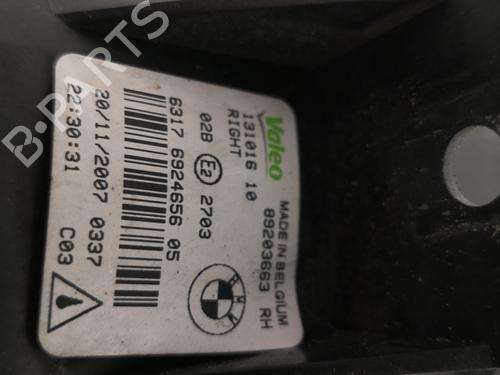 Valeo
MADE IN BELGIUM
131016 10
89203663 RH
RIGHT
02B E2 2703
6317 6924656 05
20/11/2007 0337
22:30:31
C03
B-PARTS